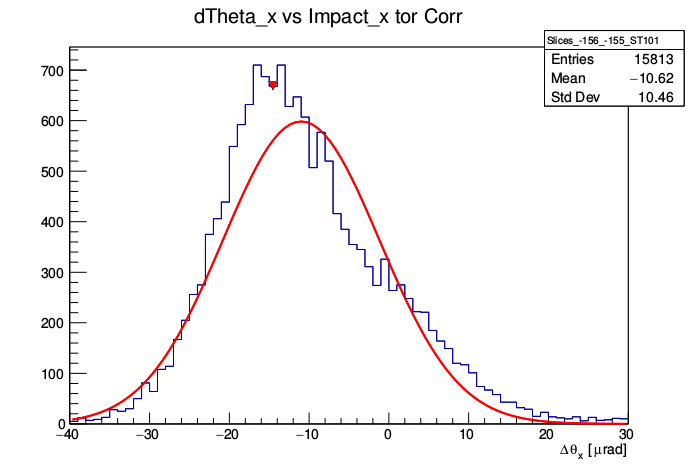 dTheta_x vs Impact_x tor Corr
Slices_-156_-155_ST101
Entries 15813
Mean −10.62
Std Dev 10.46
700
600
500
400
300
200
100
0
−40 −30 −20 −10 0 10 20 30
Δθx [μrad]